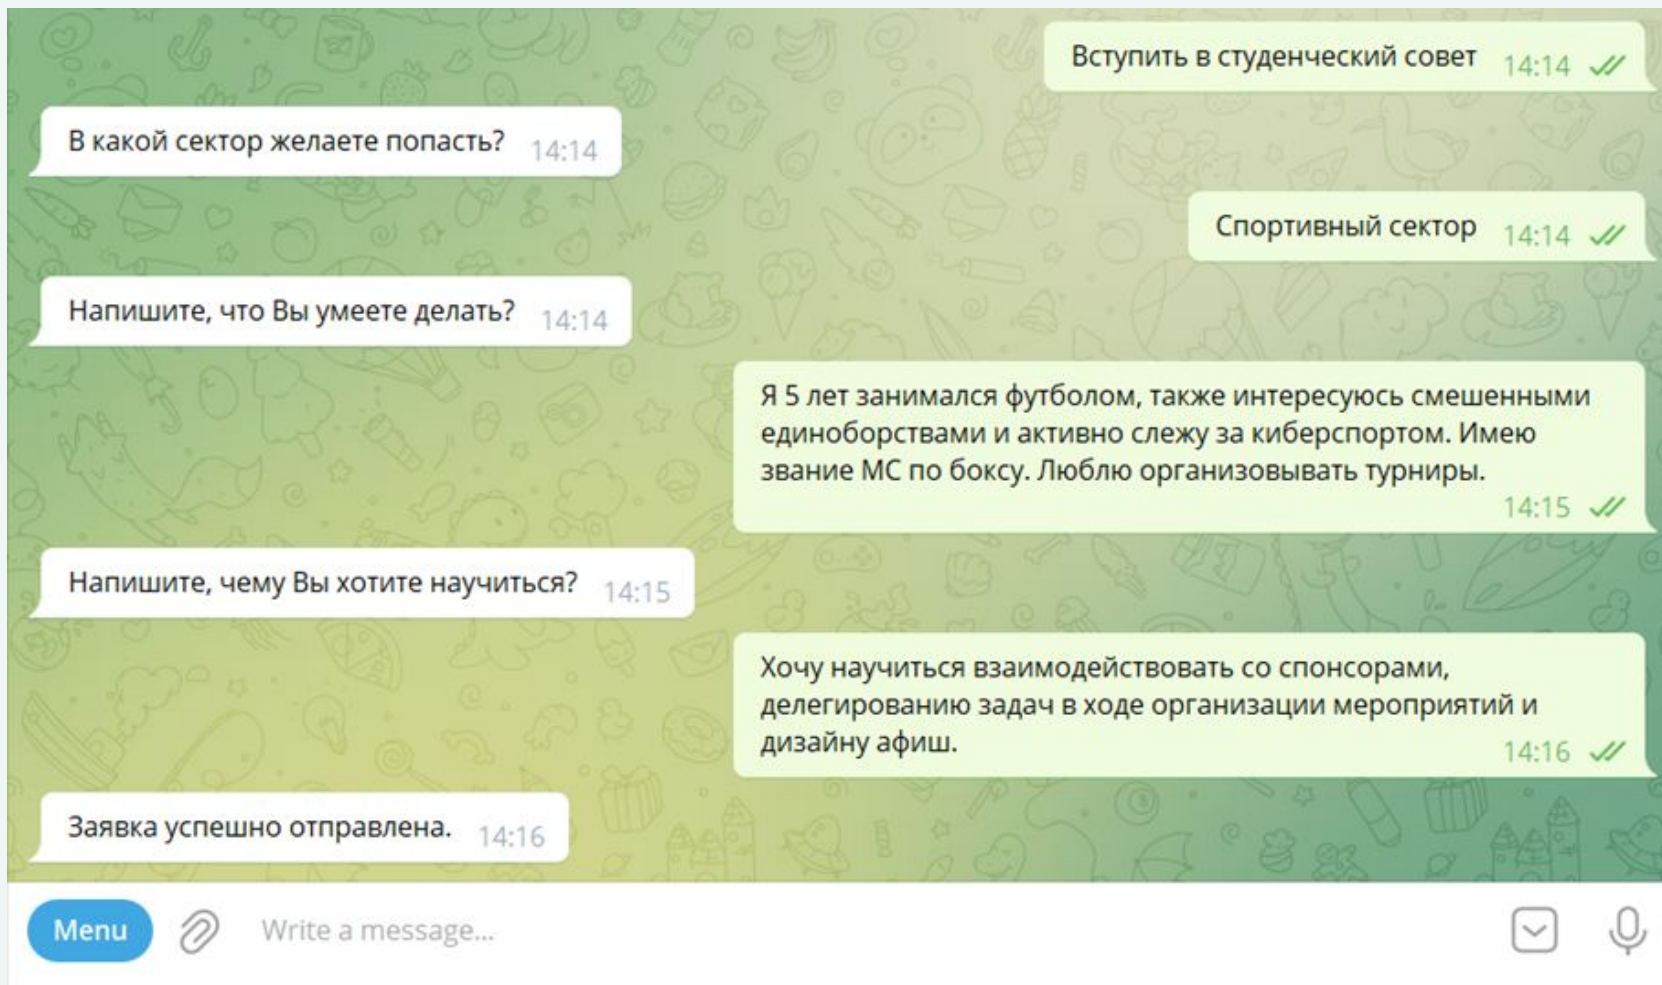 Вступить в студенческий совет 14:14
В какой сектор желаете попасть? 14:14
Спортивный сектор 14:14
Напишите, что Вы умеете делать? 14:14
Я 5 лет занимался футболом, также интересуюсь смешенными
единоборствами и активно слежу за киберспортом. Имею
звание МС по боксу. Люблю организовывать турниры.
14:15
Напишите, чему Вы хотите научиться? 14:15
Хочу научиться взаимодействовать со спонсорами,
делегированию задач в ходе организации мероприятий и
дизайну афиш. 14:16
Заявка успешно отправлена. 14:16
Menu Write a message...